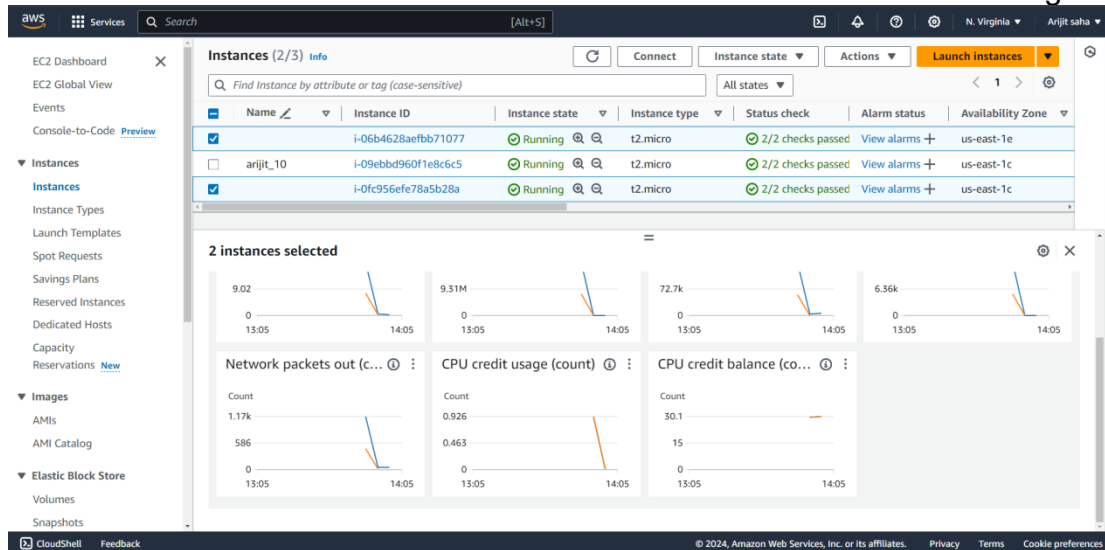 aws Services Search [Alt+S] N. Virginia Arijit saha
EC2 Dashboard
EC2 Global View
Events
Console-to-Code Preview
Instances
Instances
Instance Types
Launch Templates
Spot Requests
Savings Plans
Reserved Instances
Dedicated Hosts
Capacity
Reservations New
Images
AMIs
AMI Catalog
Elastic Block Store
Volumes
Snapshots
Instances (2/3) Info Connect Instance state Actions Launch instances
Find Instance by attribute or tag (case-sensitive) All states 1
Name Instance ID Instance state Instance type Status check Alarm status Availability Zone
i-06b4628aefbb71077 Running t2.micro 2/2 checks passed View alarms + us-east-1e
arijit_10 i-09ebbd960f1e8c6c5 Running t2.micro 2/2 checks passed View alarms + us-east-1c
i-0fc956efe78a5b28a Running t2.micro 2/2 checks passed View alarms + us-east-1c
2 instances selected
9.02 9.31M 72.7k 6.36k
0 0 0 0
13:05 14:05 13:05 14:05 13:05 14:05 13:05 14:05
Network packets out (c... CPU credit usage (count) CPU credit balance (co...
Count Count Count
1.17k 0.926 30.1
586 0.463 15
0 0 0
13:05 14:05 13:05 14:05 13:05 14:05
CloudShell Feedback © 2024, Amazon Web Services, Inc. or its affiliates. Privacy Terms Cookie preferences